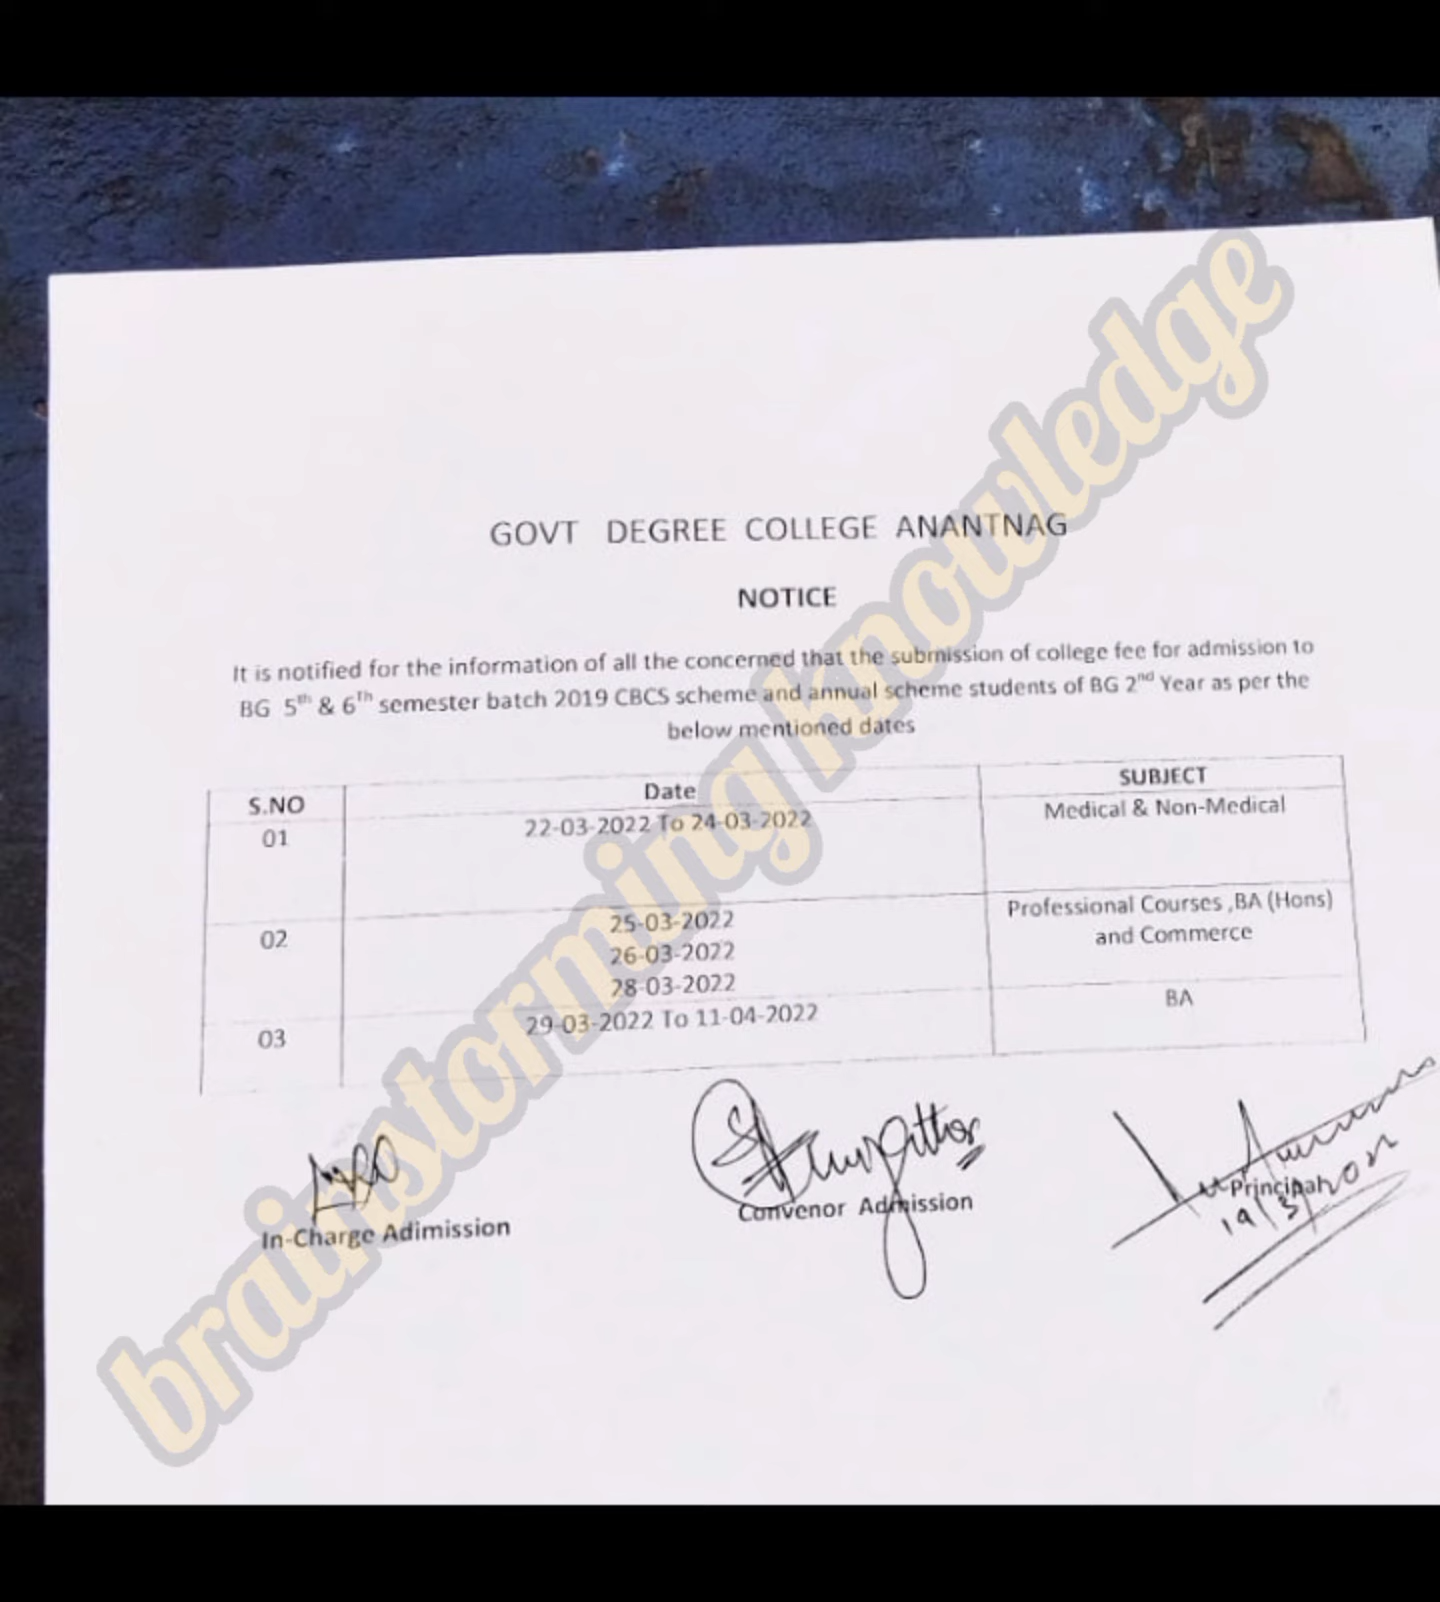 GOVT DEGREE COLLEGE ANANTNAG
NOTICE
It is notified for the information of all the concerned that the submission of college fee for admission to
BG 5th & 6Th semester batch 2019 CBCS scheme and annual scheme students of BG 2nd Year as per the
below mentioned dates
S.NO Date SUBJECT
01 22-03-2022 To 24-03-2022 Medical & Non-Medical
02 25-03-2022 Professional Courses ,BA (Hons)
26-03-2022 and Commerce
28-03-2022
03 29-03-2022 To 11-04-2022 BA
In-Charge Adimission
Convenor Admission
Principal
19/3/
brainstorming knowledge